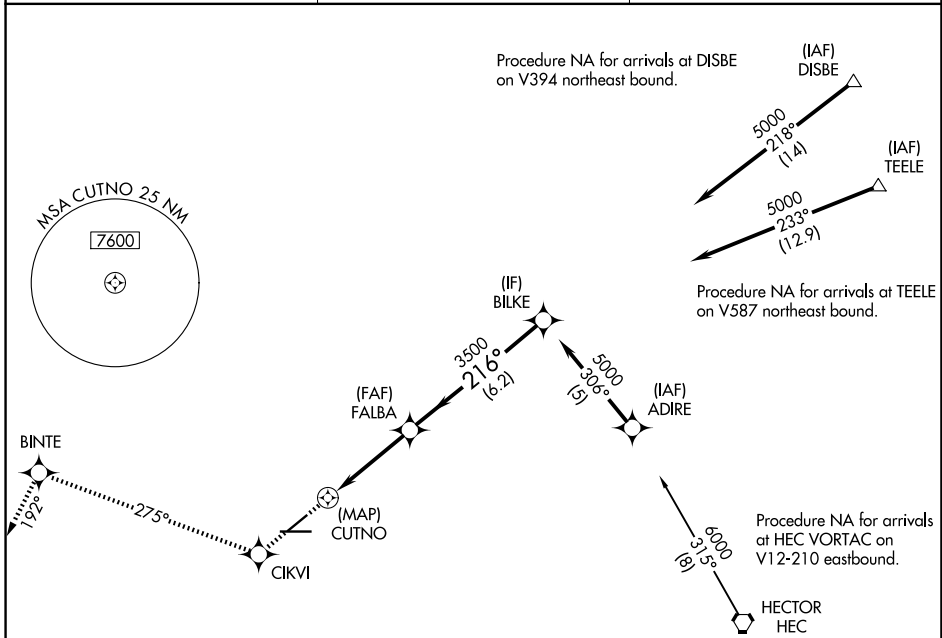 Procedure NA for arrivals at DISBE
on V394 northeast bound.
(IAF)
DISBE
5000
218°
(14)
(IAF)
TEELE
5000
233°
(12.9)
Procedure NA for arrivals at TEELE
on V587 northeast bound.
MSA CUTNO 25 NM
7600
(IF)
BILKE
3500
216°
(6.2)
5000
306°
(5)
(IAF)
ADIRE
(FAF)
FALBA
BINTE
192°
275°
(MAP)
CUTNO
CIKVI
6000
315°
(8)
Procedure NA for arrivals
at HEC VORTAC on
V12-210 eastbound.
HECTOR
HEC